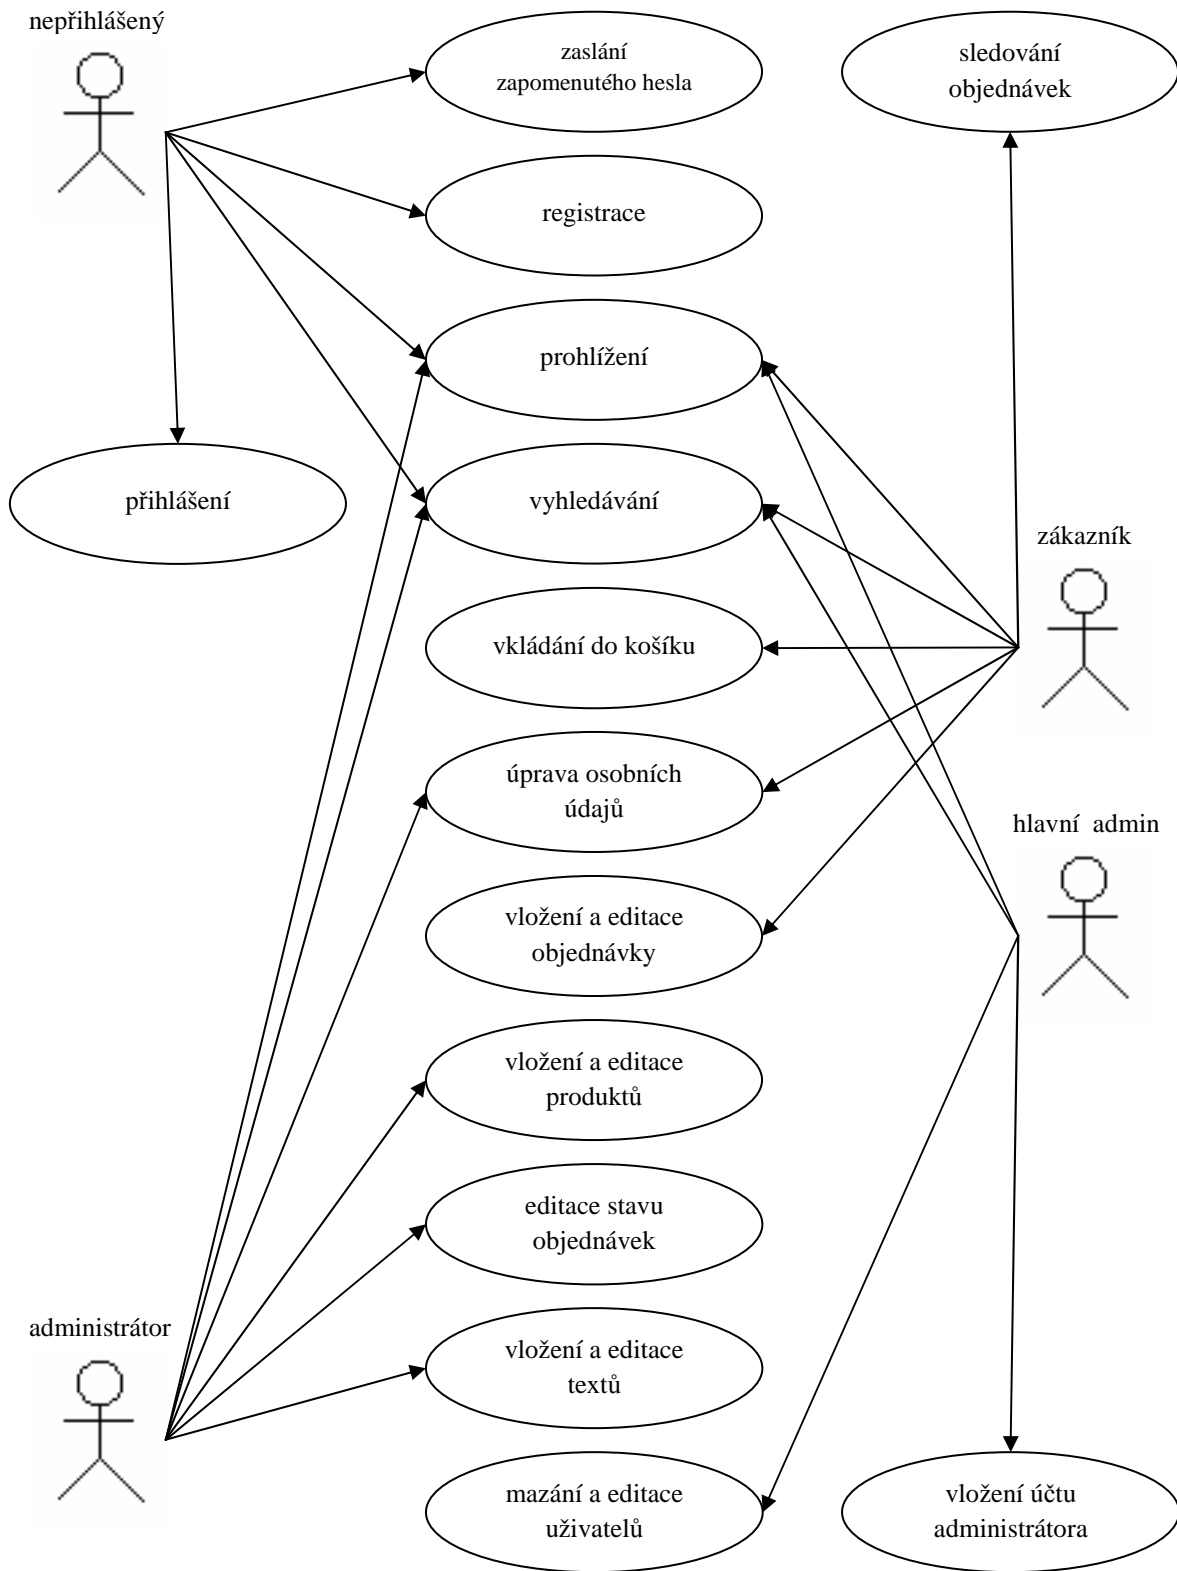 nepřihlášený
zaslání
zapomenutého hesla
sledování
objednávek
registrace
prohlížení
přihlášení
vyhledávání
zákazník
vkládání do košíku
úprava osobních
údajů
hlavní admin
vložení a editace
objednávky
vložení a editace
produktů
editace stavu
objednávek
administrátor
vložení a editace
textů
mazání a editace
uživatelů
vložení účtu
administrátora